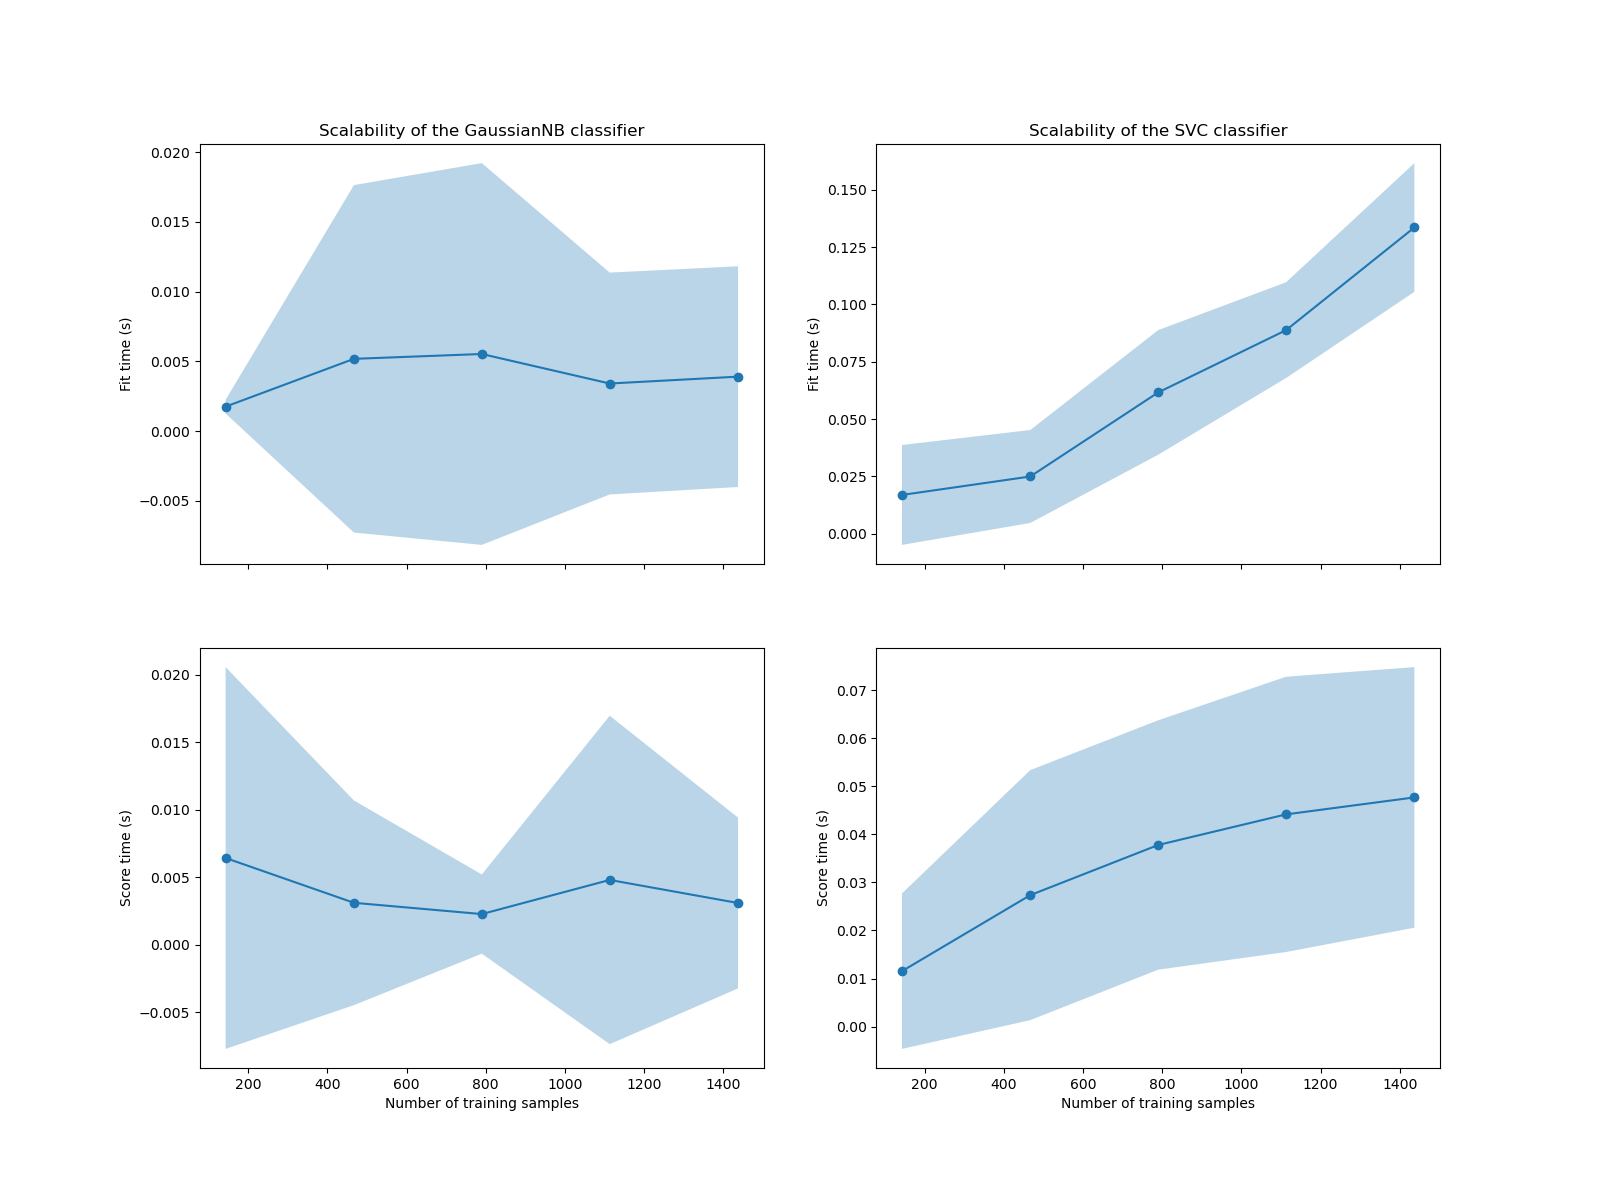 Scalability of the GaussianNB classifier
Scalability of the SVC classifier
0.020
0.015
0.010
0.005
0.000
−0.005
Fit time (s)
0.150
0.125
0.100
0.075
0.050
0.025
0.000
Fit time (s)
0.020
0.015
0.010
0.005
0.000
−0.005
Score time (s)
200 400 600 800 1000 1200 1400
Number of training samples
0.07
0.06
0.05
0.04
0.03
0.02
0.01
0.00
Score time (s)
200 400 600 800 1000 1200 1400
Number of training samples